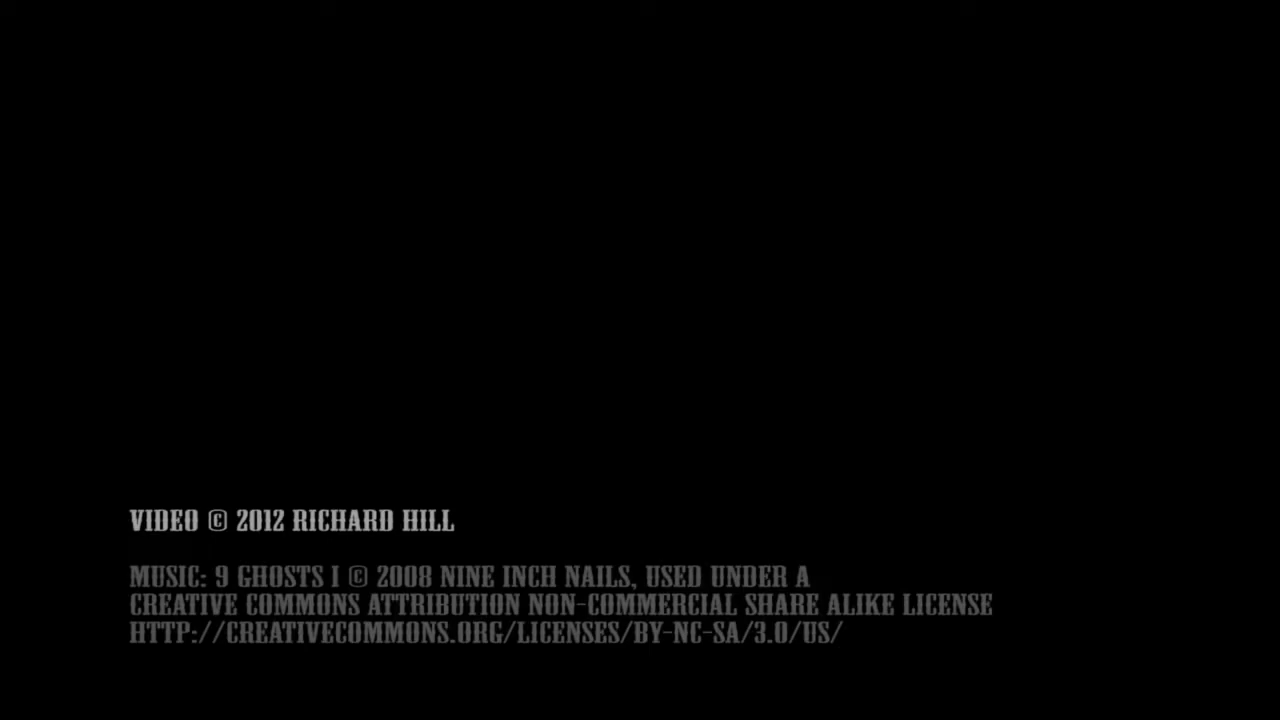 VIDEO © 2012 RICHARD HILL
MUSIC: 9 GHOSTS I © 2008 NINE INCH NAILS, USED UNDER A
CREATIVE COMMONS ATTRIBUTION NON-COMMERCIAL SHARE ALIKE LICENSE
HTTP://CREATIVECOMMONS.ORG/LICENSES/BY-NC-SA/3.0/US/